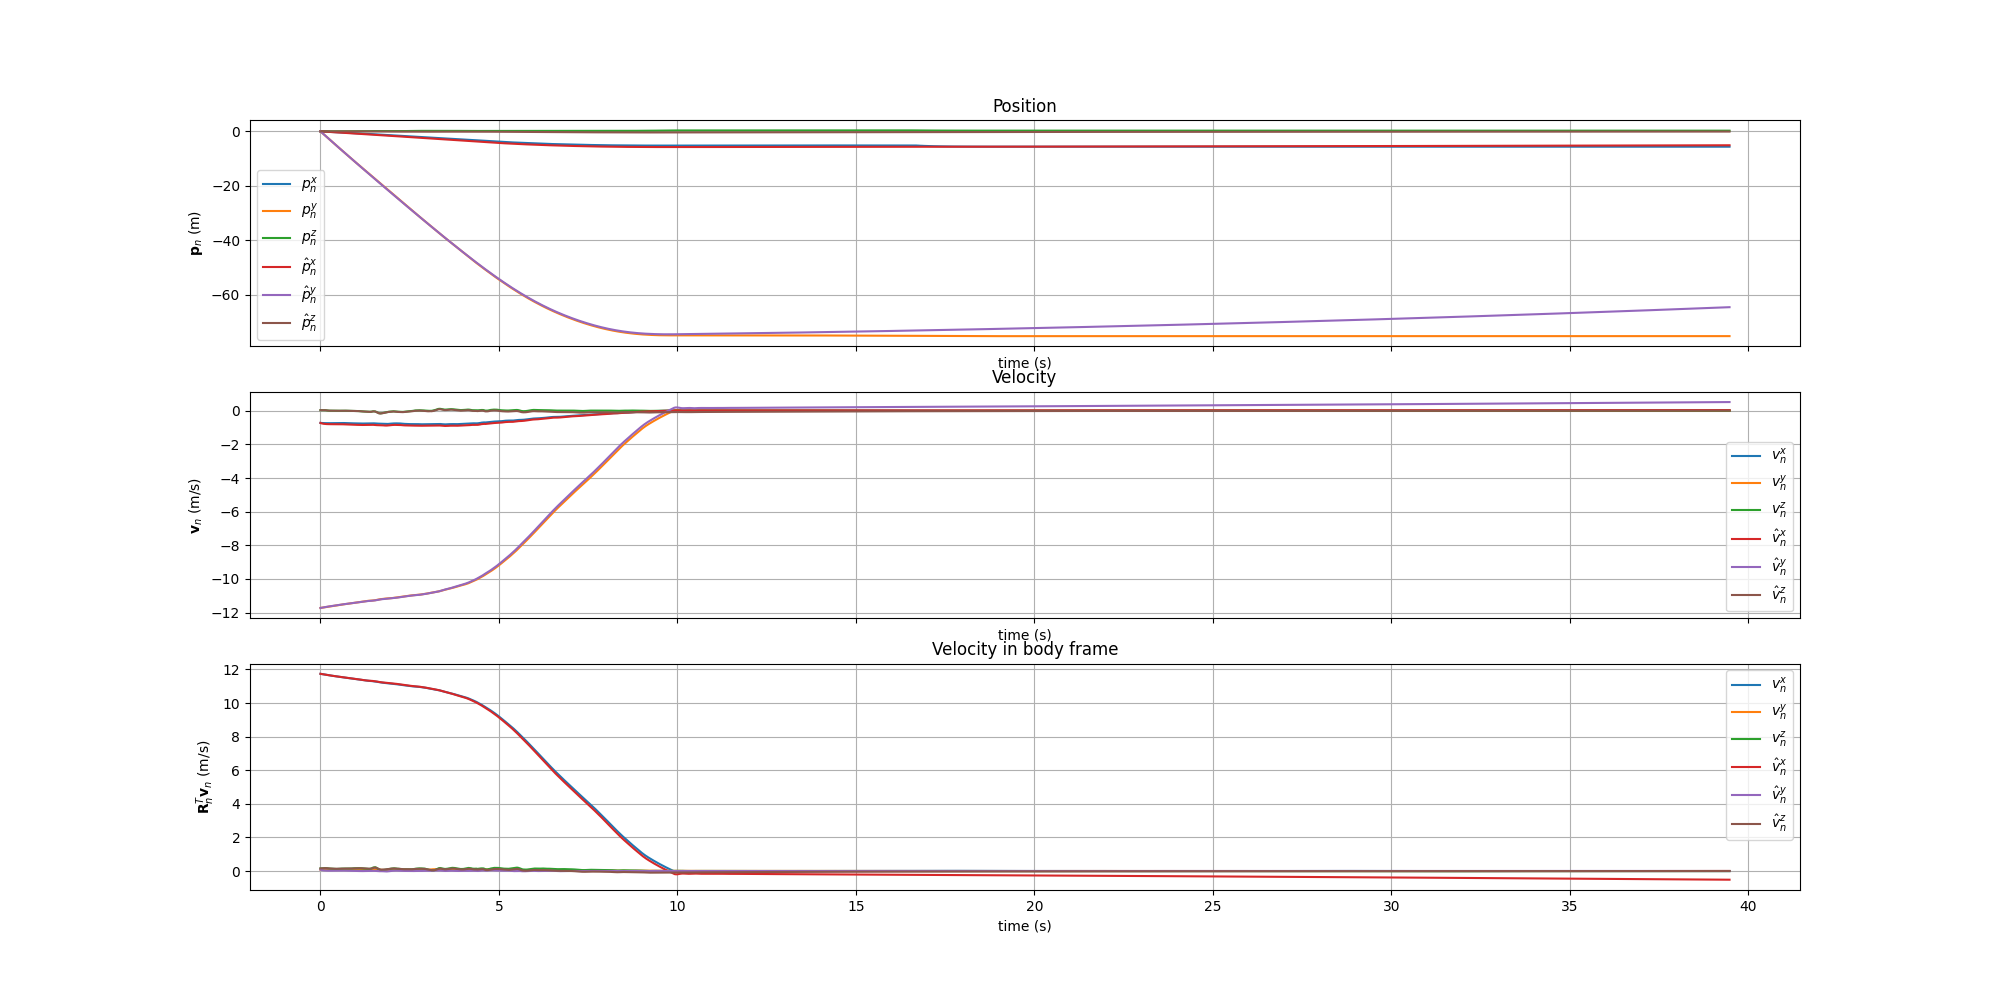 Position
0
−20
−40
−60
p_n (m)
p_n^x
p_n^y
p_n^z
p̂_n^x
p̂_n^y
p̂_n^z
time (s)
Velocity
0
−2
−4
−6
−8
−10
−12
v_n (m/s)
v_n^x
v_n^y
v_n^z
v̂_n^x
v̂_n^y
v̂_n^z
time (s)
Velocity in body frame
12
10
8
6
4
2
0
R_n^T v_n (m/s)
v_n^x
v_n^y
v_n^z
v̂_n^x
v̂_n^y
v̂_n^z
0 5 10 15 20 25 30 35 40
time (s)